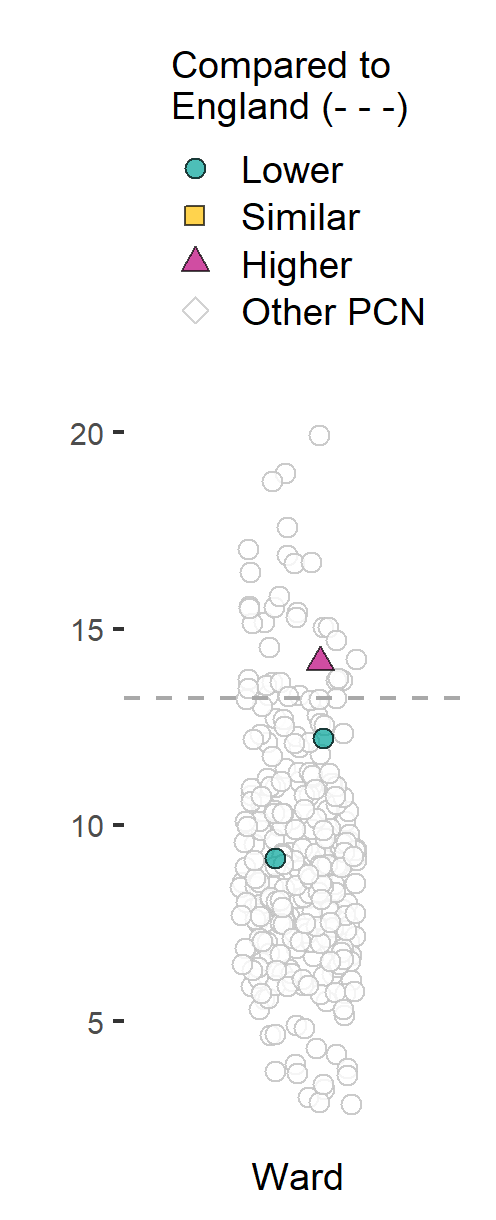 Compared to
England (- - -)
Lower
Similar
Higher
Other PCN
20
15
10
5
Ward